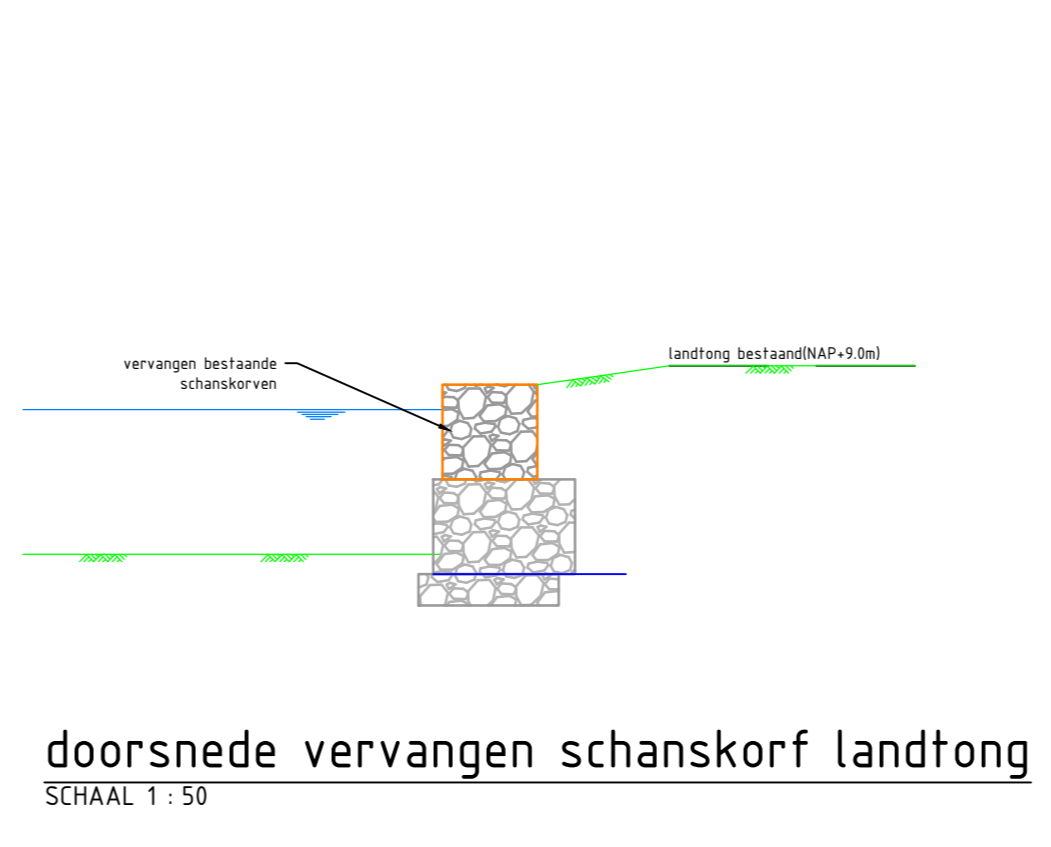 landtong bestaand(NAP+9.0m)
vervangen bestaande
schanskorven
doorsnede vervangen schanskorf landtong
SCHAAL 1 : 50